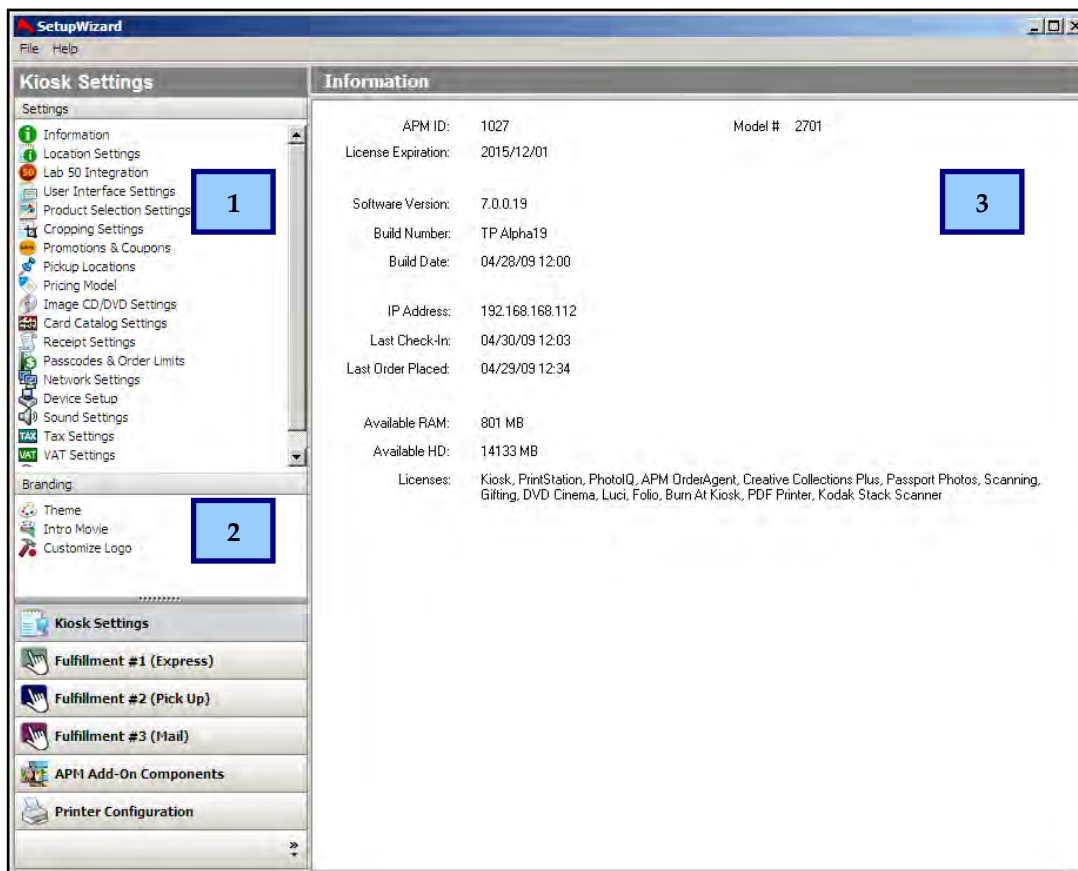 SetupWizard
File Help
Kiosk Settings
Settings
Information
Location Settings
Lab 50 Integration
User Interface Settings
Product Selection Settings
Cropping Settings
Promotions & Coupons
Pickup Locations
Pricing Model
Image CD/DVD Settings
Card Catalog Settings
Receipt Settings
Passcodes & Order Limits
Network Settings
Device Setup
Sound Settings
TAX Tax Settings
VAT VAT Settings
1
Branding
Theme
Intro Movie
Customize Logo
2
Kiosk Settings
Fulfillment #1 (Express)
Fulfillment #2 (Pick Up)
Fulfillment #3 (Mail)
APM Add-On Components
Printer Configuration
Information
APM ID: 1027 Model # 2701
License Expiration: 2015/12/01
3
Software Version: 7.0.0.19
Build Number: TP Alpha19
Build Date: 04/28/09 12:00
IP Address: 192.168.168.112
Last Check-In: 04/30/09 12:03
Last Order Placed: 04/29/09 12:34
Available RAM: 801 MB
Available HD: 14133 MB
Licenses: Kiosk, PrintStation, PhotoIQ, APM OrderAgent, Creative Collections Plus, Passport Photos, Scanning,
Gifting, DVD Cinema, Luci, Folio, Burn At Kiosk, PDF Printer, Kodak Stack Scanner